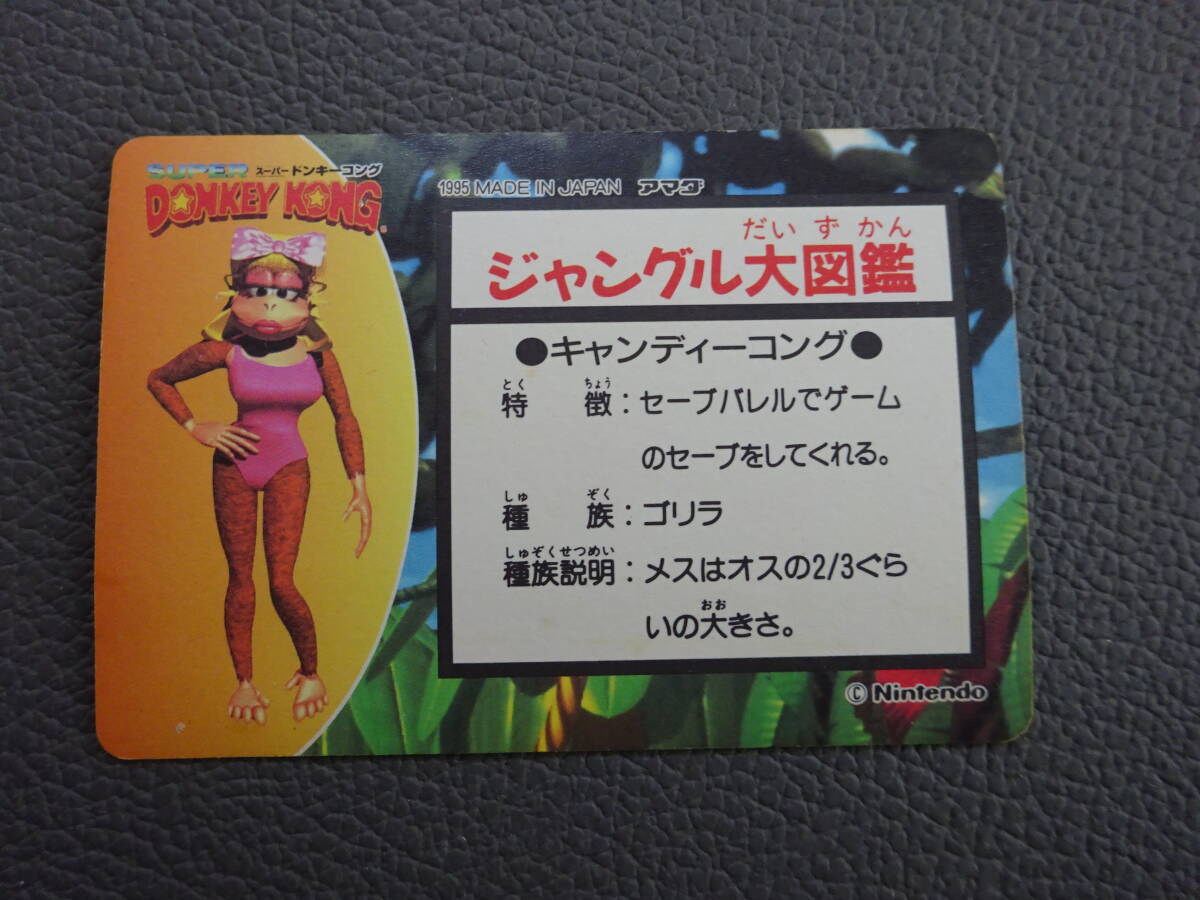 SUPER スーパードンキーコング
DONKEY KONG
1995 MADE IN JAPAN アマダ
だいずかん
ジャングル大図鑑
●キャンディーコング●
とくちょう
特徴:セーブバレルでゲーム
のセーブをしてくれる。
しゅぞく
種族:ゴリラ
しゅぞくせつめい
種族説明:メスはオスの2/3ぐら
おお
いの大きさ。
© Nintendo